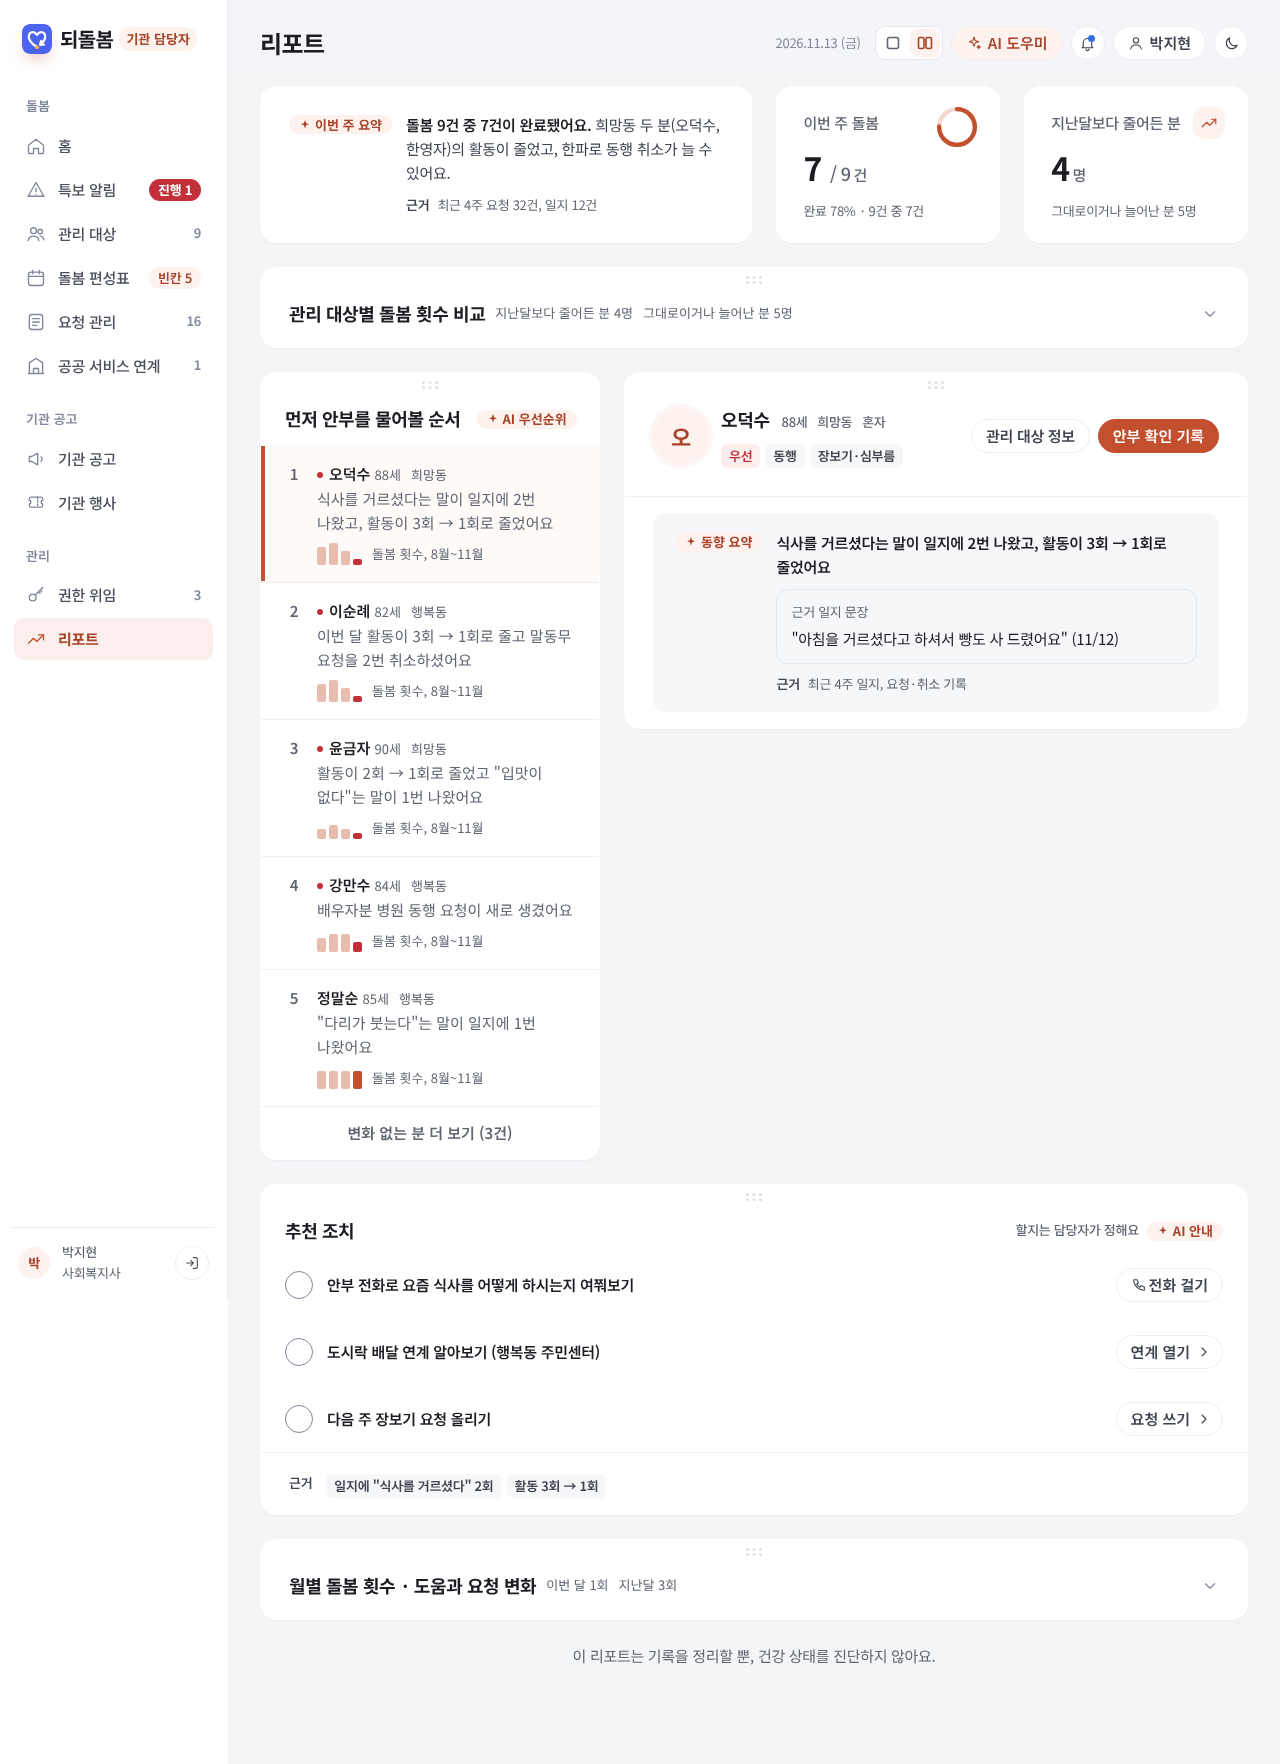 되돌봄 기관 담당자
돌봄
홈
특보 알림 진행 1
관리 대상 9
돌봄 편성표 빈칸 5
요청 관리 16
공공 서비스 연계 1
기관 공고
기관 공고
기관 행사
관리
권한 위임 3
리포트
박
박지현
사회복지사
리포트
2026.11.13 (금)
AI 도우미
박지현
이번 주 요약
돌봄 9건 중 7건이 완료됐어요. 희망동 두 분(오덕수,
한영자)의 활동이 줄었고, 한파로 동행 취소가 늘 수
있어요.
근거 최근 4주 요청 32건, 일지 12건
이번 주 돌봄
7 / 9 건
완료 78% · 9건 중 7건
지난달보다 줄어든 분
4 명
그대로이거나 늘어난 분 5명
관리 대상별 돌봄 횟수 비교 지난달보다 줄어든 분 4명 그대로이거나 늘어난 분 5명
먼저 안부를 물어볼 순서 AI 우선순위
1 오덕수 88세 희망동
식사를 거르셨다는 말이 일지에 2번
나왔고, 활동이 3회 → 1회로 줄었어요
돌봄 횟수, 8월~11월
2 이순례 82세 행복동
이번 달 활동이 3회 → 1회로 줄고 말동무
요청을 2번 취소하셨어요
돌봄 횟수, 8월~11월
3 윤금자 90세 희망동
활동이 2회 → 1회로 줄었고 "입맛이
없다"는 말이 1번 나왔어요
돌봄 횟수, 8월~11월
4 강만수 84세 행복동
배우자분 병원 동행 요청이 새로 생겼어요
돌봄 횟수, 8월~11월
5 정말순 85세 행복동
"다리가 붓는다"는 말이 일지에 1번
나왔어요
돌봄 횟수, 8월~11월
변화 없는 분 더 보기 (3건)
오
오덕수 88세 희망동 혼자
우선 동행 장보기·심부름
관리 대상 정보
안부 확인 기록
동향 요약
식사를 거르셨다는 말이 일지에 2번 나왔고, 활동이 3회 → 1회로
줄었어요
근거 일지 문장
"아침을 거르셨다고 하셔서 빵도 사 드렸어요" (11/12)
근거 최근 4주 일지, 요청·취소 기록
추천 조치
할지는 담당자가 정해요 AI 안내
안부 전화로 요즘 식사를 어떻게 하시는지 여쭤보기
전화 걸기
도시락 배달 연계 알아보기 (행복동 주민센터)
연계 열기
다음 주 장보기 요청 올리기
요청 쓰기
근거 일지에 "식사를 거르셨다" 2회 활동 3회 → 1회
월별 돌봄 횟수 · 도움과 요청 변화 이번 달 1회 지난달 3회
이 리포트는 기록을 정리할 뿐, 건강 상태를 진단하지 않아요.